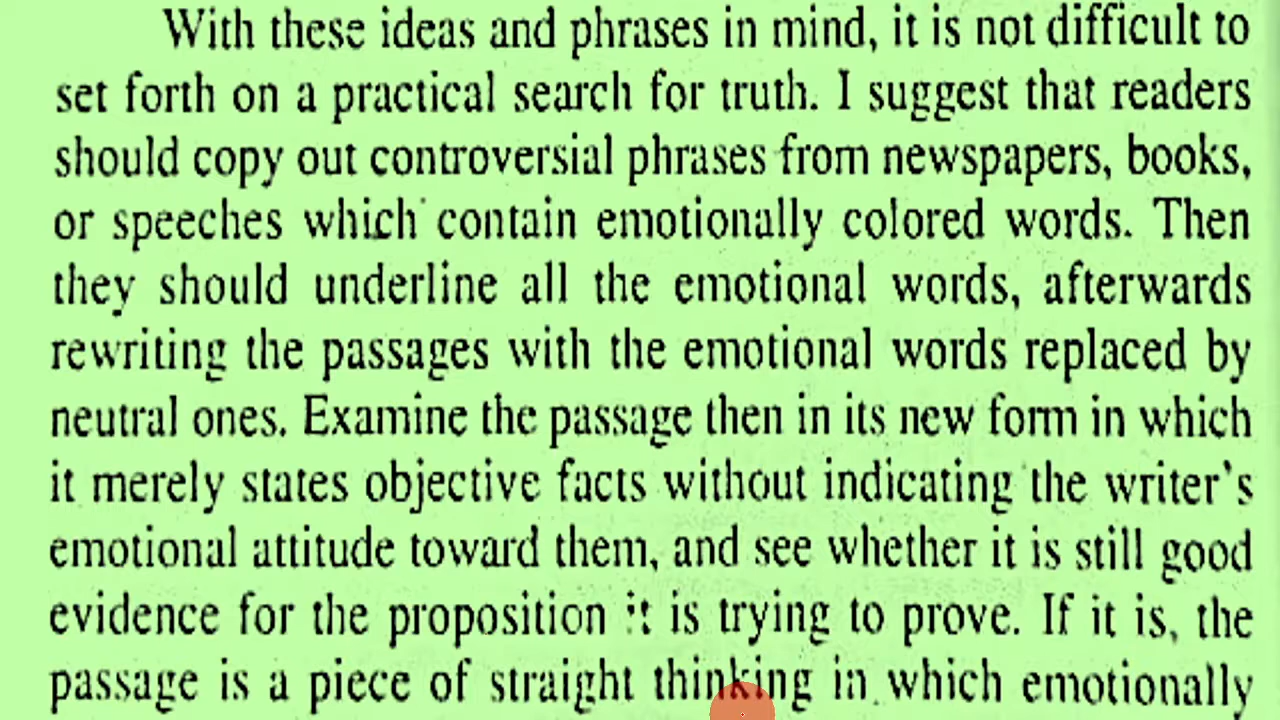 With these ideas and phrases in mind, it is not difficult to
set forth on a practical search for truth. I suggest that readers
should copy out controversial phrases from newspapers, books,
or speeches which contain emotionally colored words. Then
they should underline all the emotional words, afterwards
rewriting the passages with the emotional words replaced by
neutral ones. Examine the passage then in its new form in which
it merely states objective facts without indicating the writer's
emotional attitude toward them, and see whether it is still good
evidence for the proposition it is trying to prove. If it is, the
passage is a piece of straight thinking in which emotionally